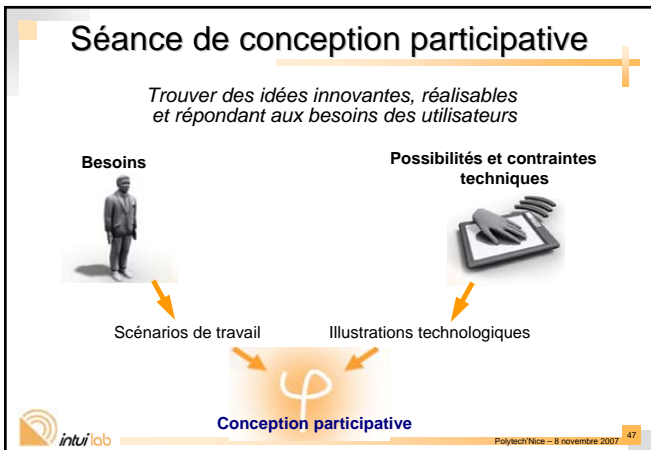 Séance de conception participative
Trouver des idées innovantes, réalisables
et répondant aux besoins des utilisateurs
Besoins
Possibilités et contraintes
techniques
Scénarios de travail
Illustrations technologiques
Conception participative
intuilab
Polytech'Nice – 8 novembre 2007
47